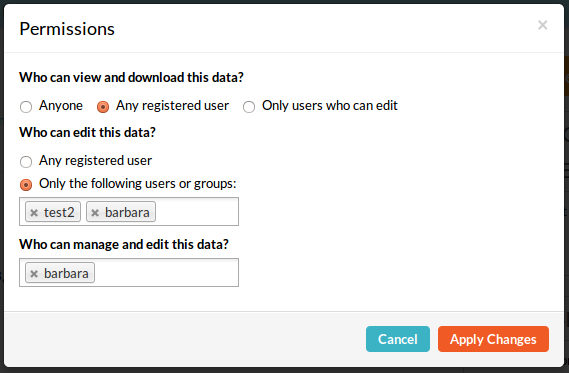 Permissions
×
Who can view and download this data?
Anyone Any registered user Only users who can edit
Who can edit this data?
Any registered user
Only the following users or groups:
× test2 × barbara
Who can manage and edit this data?
× barbara
Cancel Apply Changes